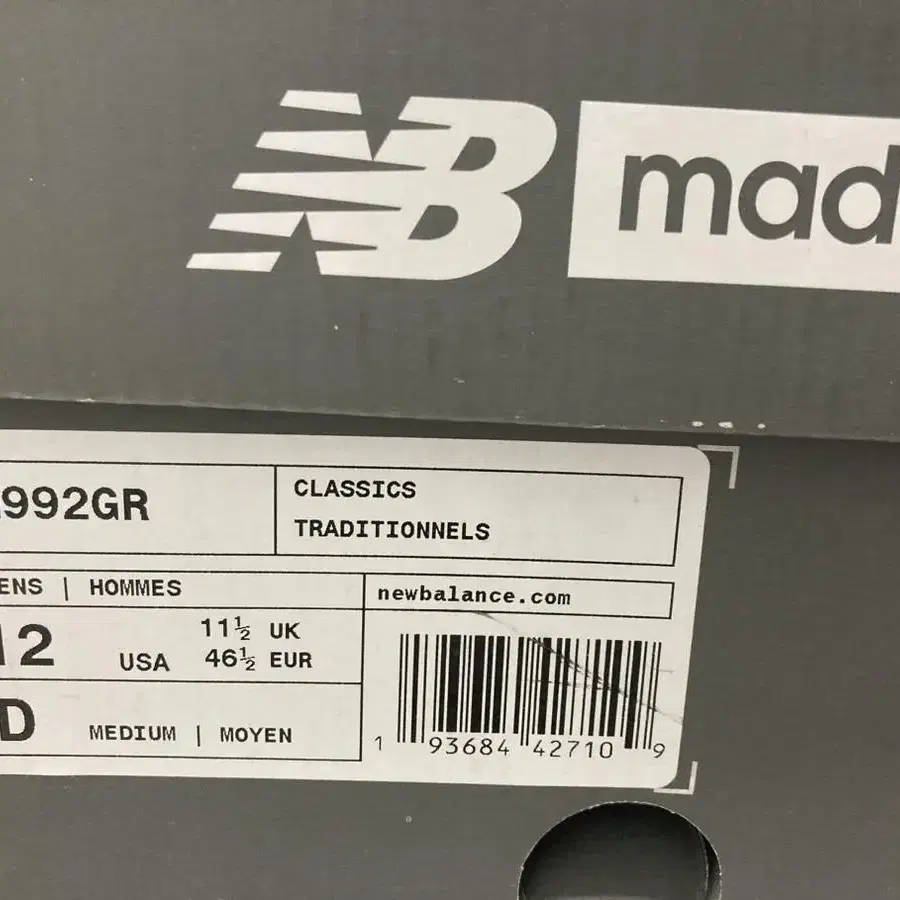 NB mad
992GR
CLASSICS
TRADITIONNELS
ENS | HOMMES
newbalance.com
12 USA 11½ UK
46½ EUR
D MEDIUM | MOYEN
1 93684 42710 9